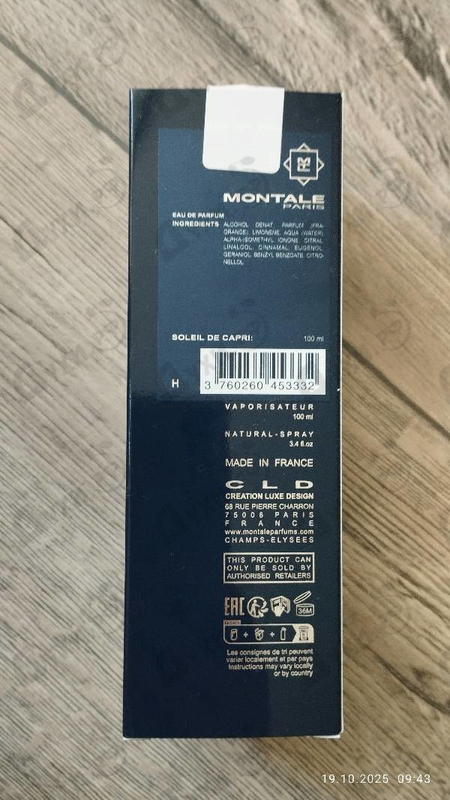 MONTALE
PARIS
EAU DE PARFUM
INGREDIENTS
ALCOHOL DENAT. PARFUM (FRA-
GRANCE), LIMONENE, AQUA (WATER),
ALPHA-ISOMETHYL IONONE, CITRAL,
LINALOOL, CINNAMAL, EUGENOL,
GERANIOL, BENZYL BENZOATE, CITRO-
NELLOL.
SOLEIL DE CAPRI: 100 ml
H
3 760260 453332
VAPORISATEUR
100 ml
NATURAL-SPRAY
3.4 fl.oz
MADE IN FRANCE
CLD
CREATION LUXE DESIGN
68 RUE PIERRE CHARRON
75008 PARIS
FRANCE
www.montaleparfums.com
CHAMPS-ELYSEES
THIS PRODUCT CAN
ONLY BE SOLD BY
AUTHORISED RETAILERS
EAC
36M
Les consignes de tri peuvent
varier localement et par pays
Instructions may vary locally
or by country
19.10.2025 09:43